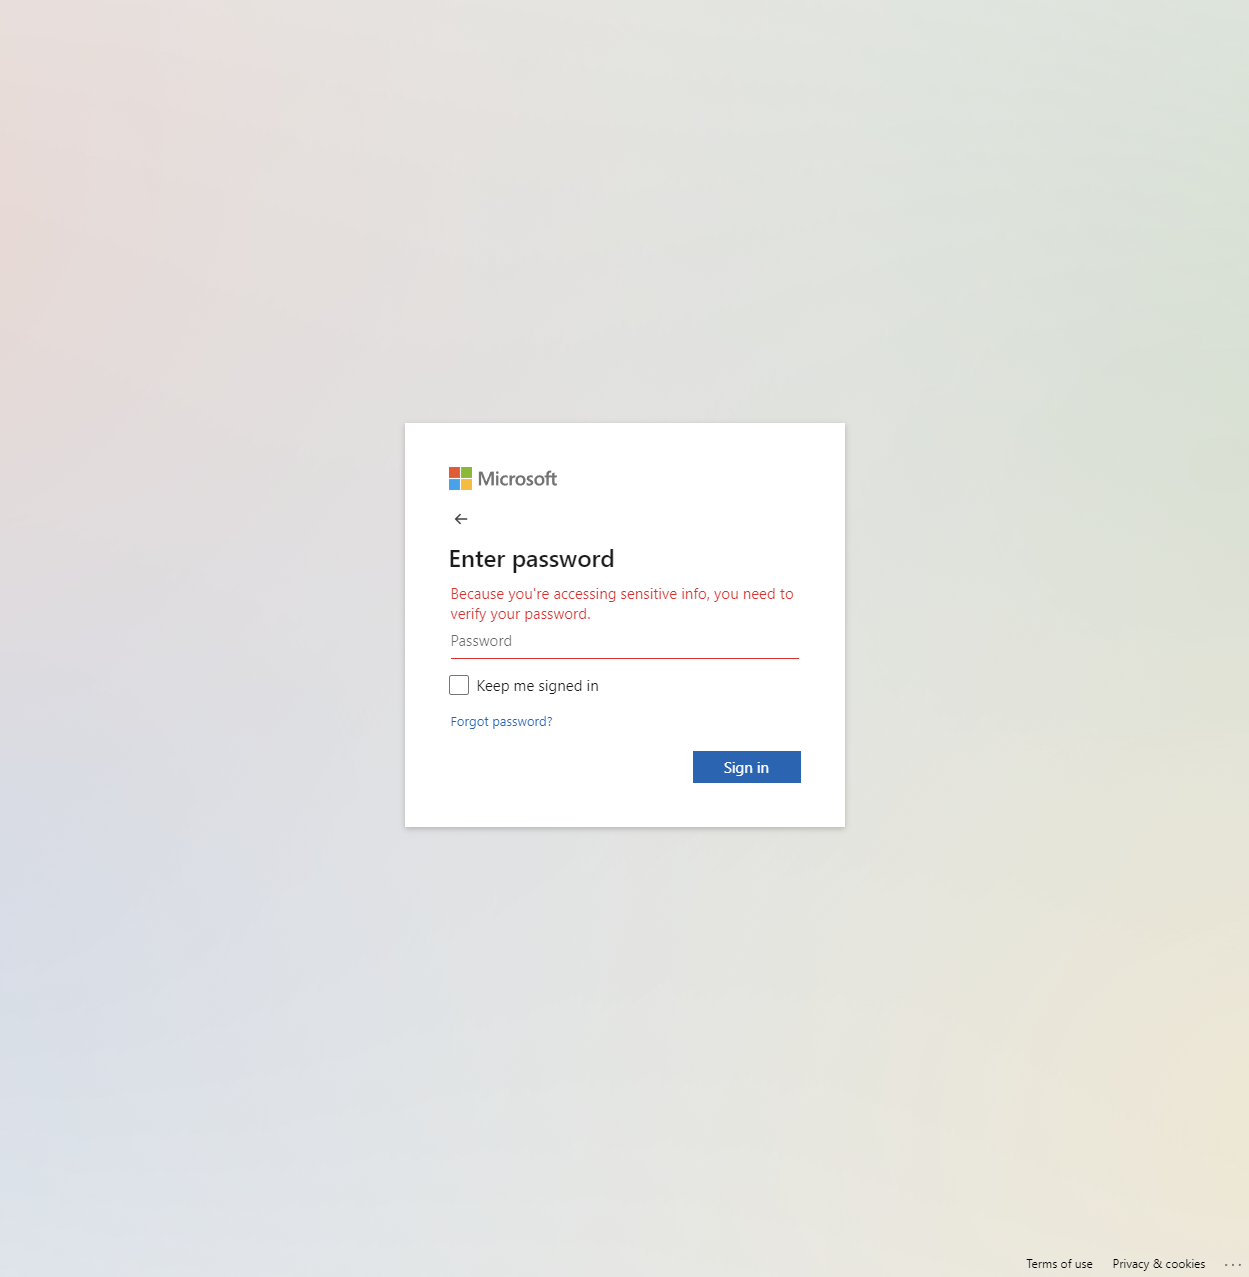 Microsoft
Enter password
Because you're accessing sensitive info, you need to
verify your password.
Password
Keep me signed in
Forgot password?
Sign in
Terms of use Privacy & cookies ...